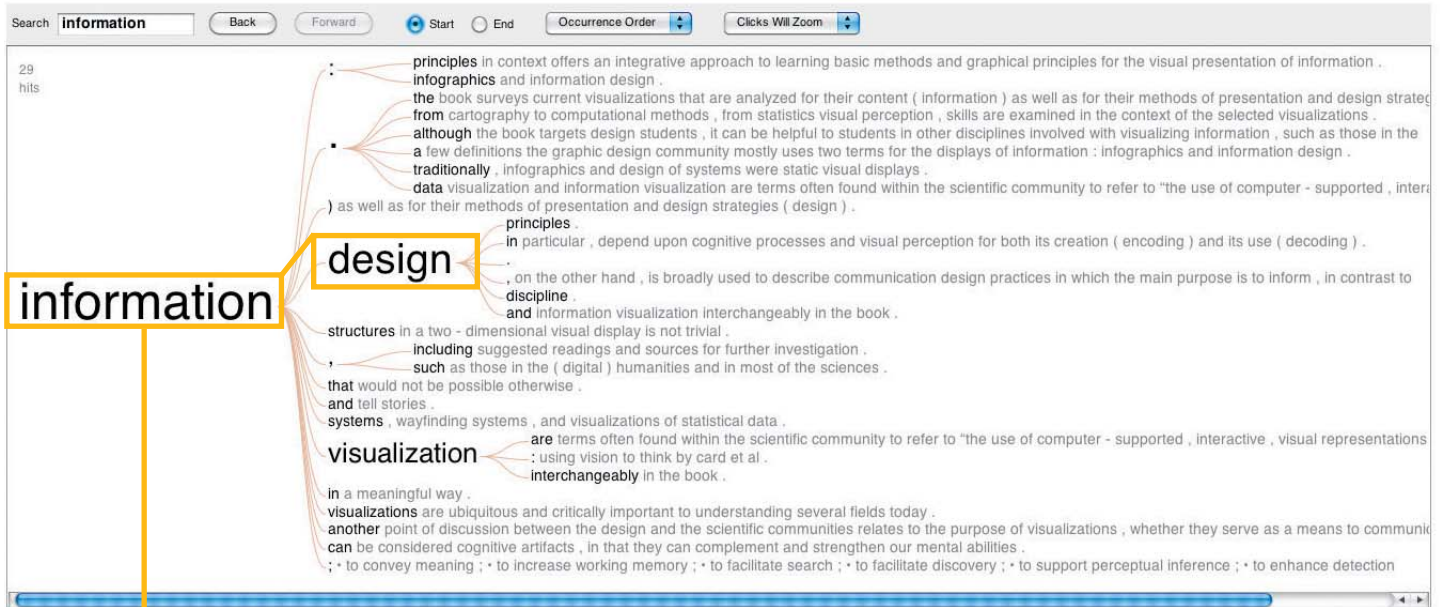 Search information Back Forward Start End Occurrence Order Clicks Will Zoom
29
hits
information
:
principles in context offers an integrative approach to learning basic methods and graphical principles for the visual presentation of information .
infographics and information design .
.
the book surveys current visualizations that are analyzed for their content ( information ) as well as for their methods of presentation and design strateg
from cartography to computational methods , from statistics visual perception , skills are examined in the context of the selected visualizations .
although the book targets design students , it can be helpful to students in other disciplines involved with visualizing information , such as those in the
a few definitions the graphic design community mostly uses two terms for the displays of information : infographics and information design .
traditionally , infographics and design of systems were static visual displays .
data visualization and information visualization are terms often found within the scientific community to refer to “the use of computer - supported , intera
) as well as for their methods of presentation and design strategies ( design ) .
design
principles .
in particular , depend upon cognitive processes and visual perception for both its creation ( encoding ) and its use ( decoding ) .
.
, on the other hand , is broadly used to describe communication design practices in which the main purpose is to inform , in contrast to
discipline .
and information visualization interchangeably in the book .
structures in a two - dimensional visual display is not trivial .
,
including suggested readings and sources for further investigation .
such as those in the ( digital ) humanities and in most of the sciences .
that would not be possible otherwise .
and tell stories .
systems , wayfinding systems , and visualizations of statistical data .
visualization
are terms often found within the scientific community to refer to “the use of computer - supported , interactive , visual representations
: using vision to think by card et al .
interchangeably in the book .
in a meaningful way .
visualizations are ubiquitous and critically important to understanding several fields today .
another point of discussion between the design and the scientific communities relates to the purpose of visualizations , whether they serve as a means to communic
can be considered cognitive artifacts , in that they can complement and strengthen our mental abilities .
; • to convey meaning ; • to increase working memory ; • to facilitate search ; • to facilitate discovery ; • to support perceptual inference ; • to enhance detection